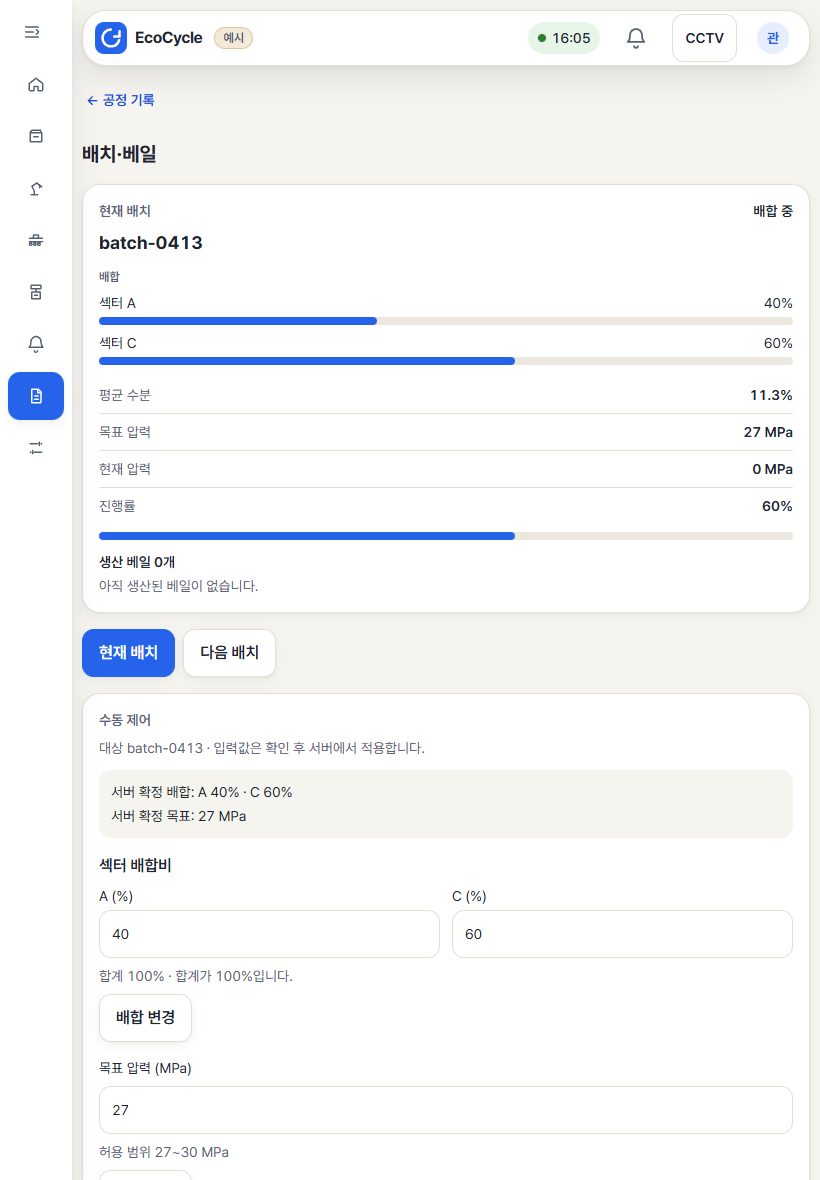 EcoCycle 예시 16:05 CCTV 관
← 공정 기록
배치·베일
현재 배치 배합 중
batch-0413
배합
섹터 A 40%
섹터 C 60%
평균 수분 11.3%
목표 압력 27 MPa
현재 압력 0 MPa
진행률 60%
생산 베일 0개
아직 생산된 베일이 없습니다.
현재 배치 다음 배치
수동 제어
대상 batch-0413 · 입력값은 확인 후 서버에서 적용합니다.
서버 확정 배합: A 40% · C 60%
서버 확정 목표: 27 MPa
섹터 배합비
A (%) C (%)
40 60
합계 100% · 합계가 100%입니다.
배합 변경
목표 압력 (MPa)
27
허용 범위 27~30 MPa